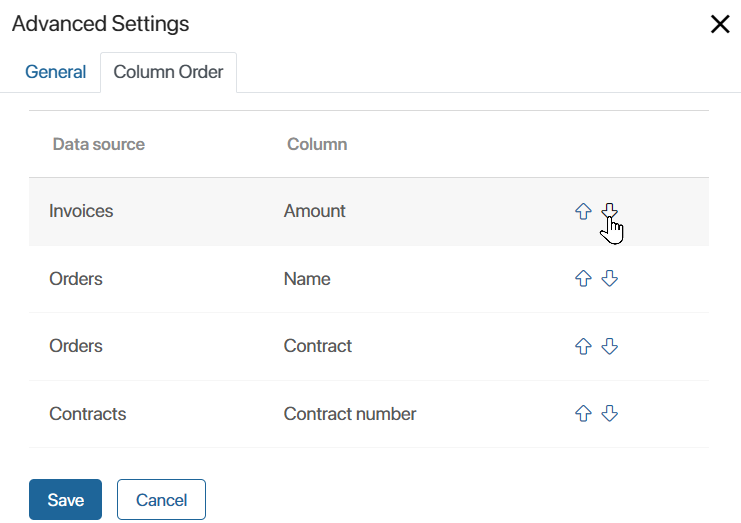 Advanced Settings
General Column Order
Data source Column
Invoices Amount
Orders Name
Orders Contract
Contracts Contract number
Save Cancel